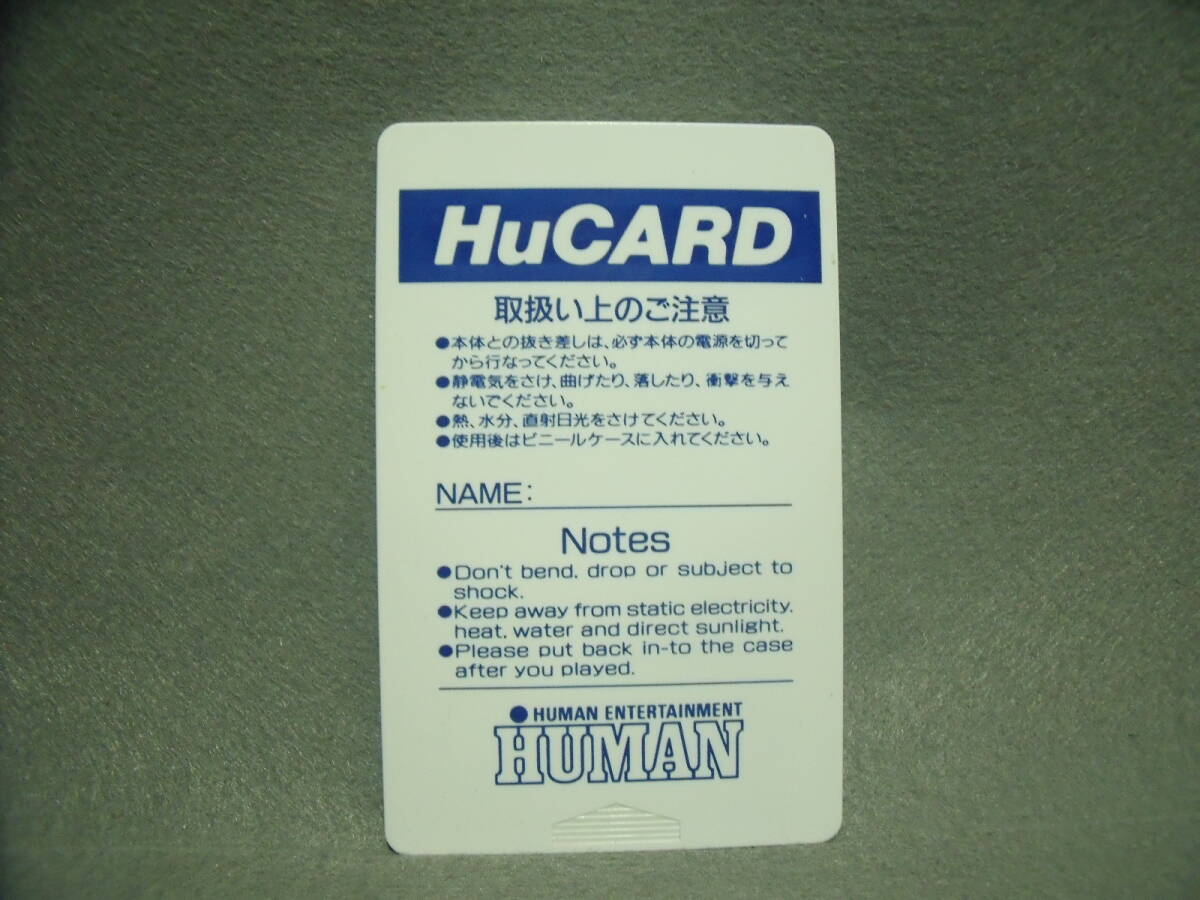 HuCARD
取扱い上のご注意
●本体との抜き差しは、必ず本体の電源を切って
から行なってください。
●静電気をさけ、曲げたり、落したり、衝撃を与え
ないでください。
●熱、水分、直射日光をさけてください。
●使用後はビニールケースに入れてください。
NAME:
Notes
●Don't bend, drop or subject to
shock.
●Keep away from static electricity,
heat, water and direct sunlight.
●Please put back in-to the case
after you played.
HUMAN ENTERTAINMENT
HUMAN